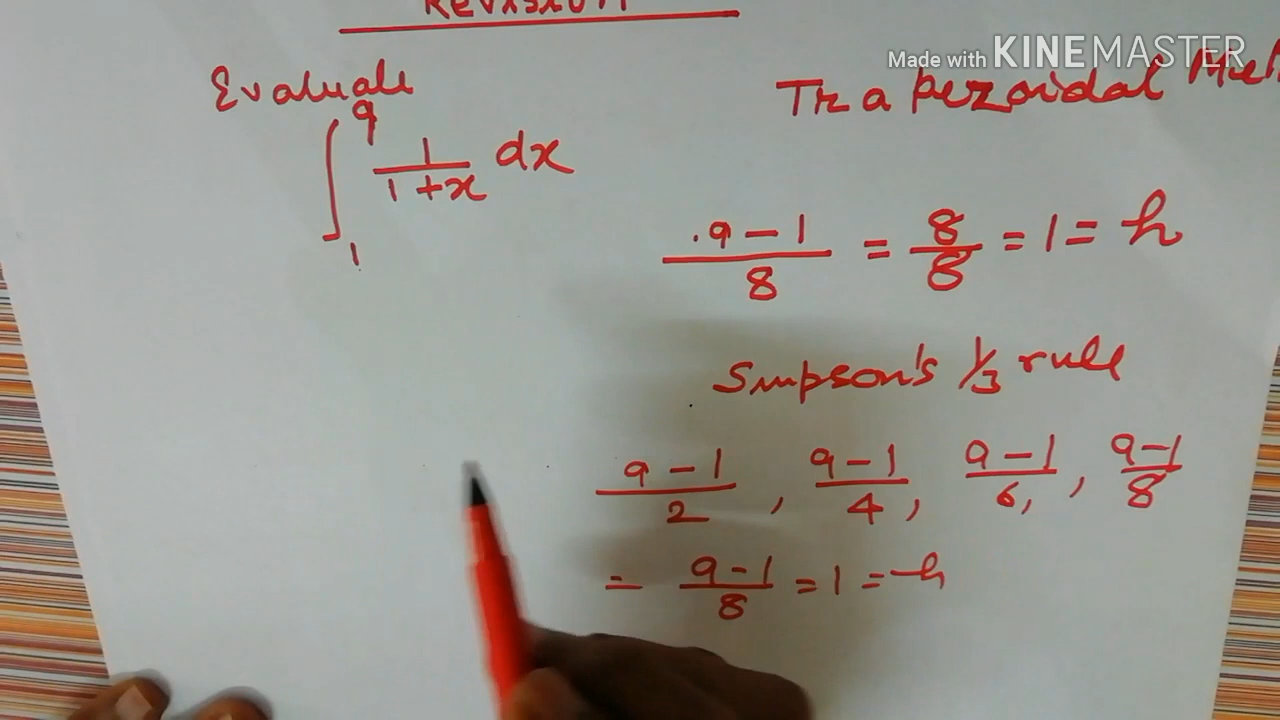 Revision
Made with KINEMASTER
Evaluate
Trapezoidal
∫₁⁹ 1/(1+x) dx
9-1/8 = 8/8 = 1 = h
Simpson's 1/3 rule
9-1/2, 9-1/4, 9-1/6, 9-1/8
= 9-1/8 = 1 = h